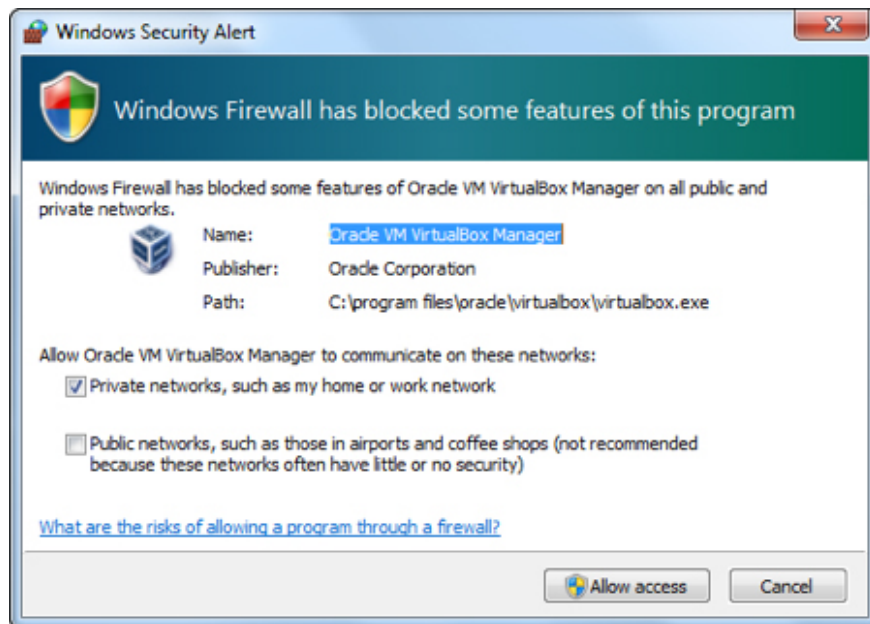 Windows Security Alert
Windows Firewall has blocked some features of this program
Windows Firewall has blocked some features of Oracle VM VirtualBox Manager on all public and
private networks.
Name: Oracle VM VirtualBox Manager
Publisher: Oracle Corporation
Path: C:\program files\oracle\virtualbox\virtualbox.exe
Allow Oracle VM VirtualBox Manager to communicate on these networks:
Private networks, such as my home or work network
Public networks, such as those in airports and coffee shops (not recommended
because these networks often have little or no security)
What are the risks of allowing a program through a firewall?
Allow access Cancel